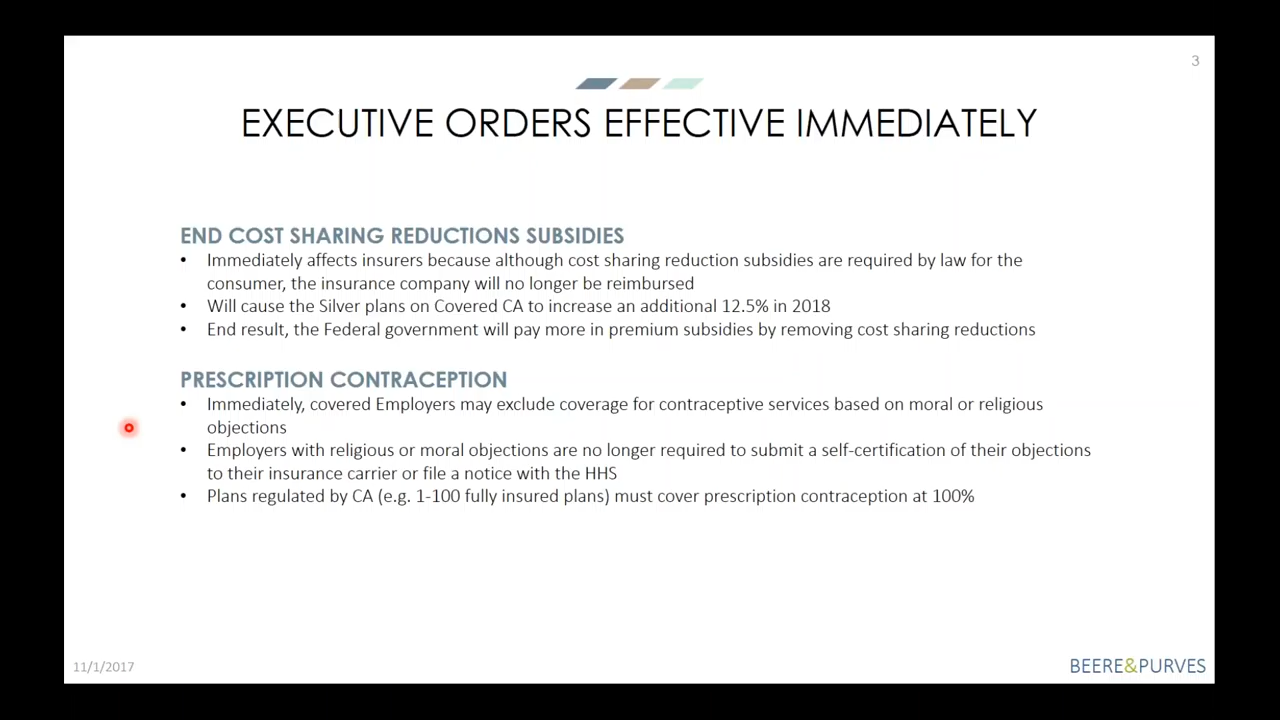 3
EXECUTIVE ORDERS EFFECTIVE IMMEDIATELY
END COST SHARING REDUCTIONS SUBSIDIES
• Immediately affects insurers because although cost sharing reduction subsidies are required by law for the
consumer, the insurance company will no longer be reimbursed
• Will cause the Silver plans on Covered CA to increase an additional 12.5% in 2018
• End result, the Federal government will pay more in premium subsidies by removing cost sharing reductions
PRESCRIPTION CONTRACEPTION
• Immediately, covered Employers may exclude coverage for contraceptive services based on moral or religious
objections
• Employers with religious or moral objections are no longer required to submit a self-certification of their objections
to their insurance carrier or file a notice with the HHS
• Plans regulated by CA (e.g. 1-100 fully insured plans) must cover prescription contraception at 100%
11/1/2017
BEERE&PURVES